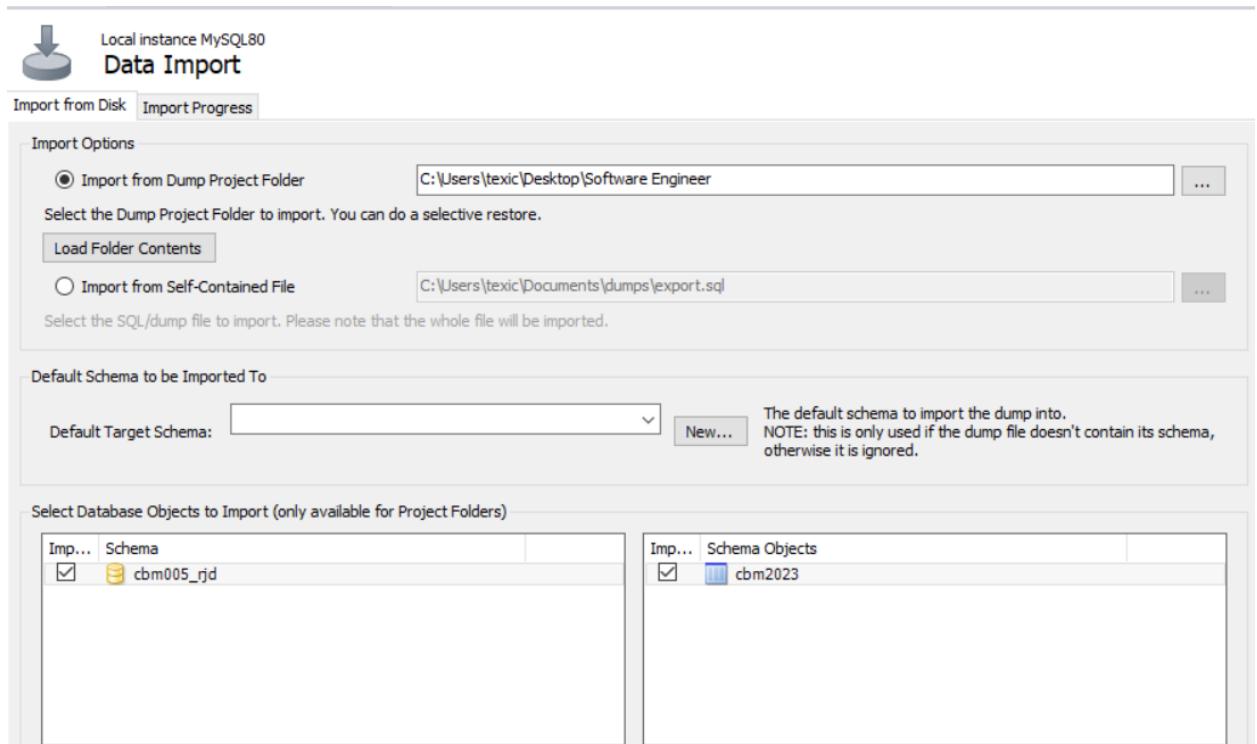 Local instance MySQL80
Data Import
Import from Disk Import Progress
Import Options
Import from Dump Project Folder C:\Users\texic\Desktop\Software Engineer ...
Select the Dump Project Folder to import. You can do a selective restore.
Load Folder Contents
Import from Self-Contained File C:\Users\texic\Documents\dumps\export.sql ...
Select the SQL/dump file to import. Please note that the whole file will be imported.
Default Schema to be Imported To
The default schema to import the dump into.
Default Target Schema: New... NOTE: this is only used if the dump file doesn't contain its schema,
otherwise it is ignored.
Select Database Objects to Import (only available for Project Folders)
Imp... Schema Imp... Schema Objects
cbm005_rjd cbm2023